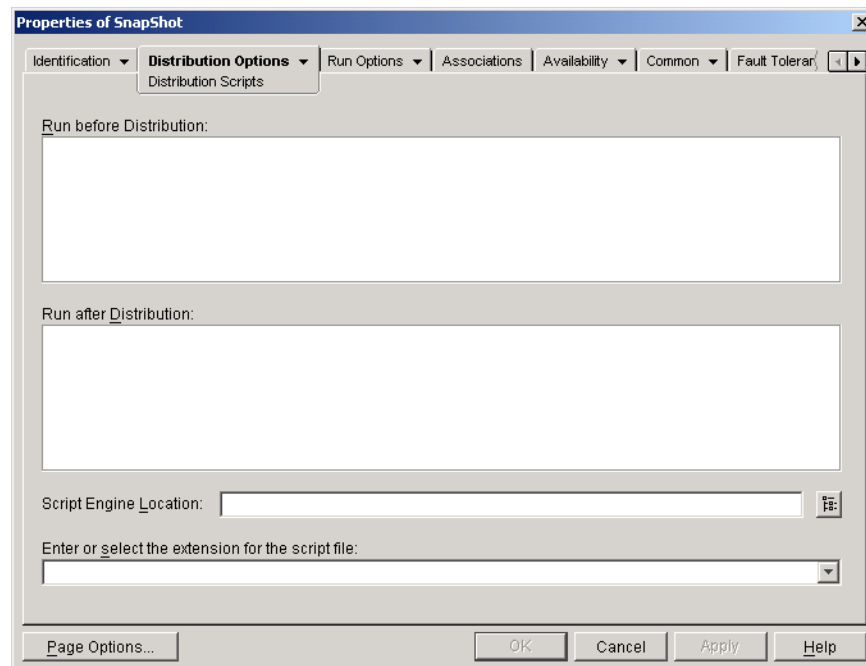 Properties of SnapShot
Identification Distribution Options Run Options Associations Availability Common Fault
Distribution Scripts
Run before Distribution:
Run after Distribution:
Script Engine Location:
Enter or select the extension for the script file:
Page Options... OK Cancel Apply Help